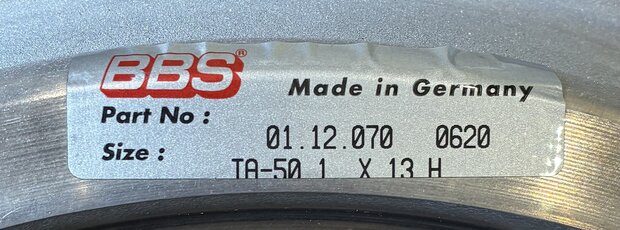 BBS® Made in Germany
Part No : 01.12.070 0620
Size : TA-50 1 X 13 H